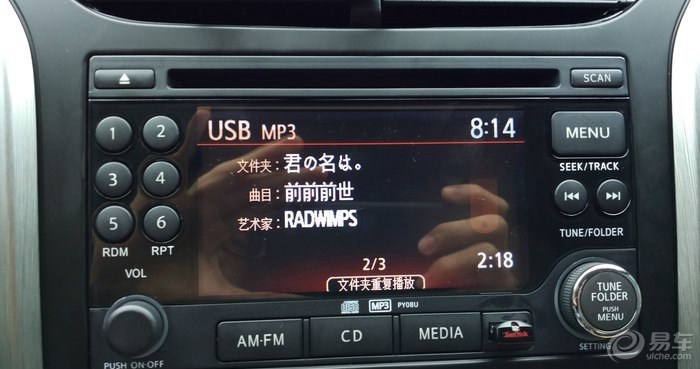 SCAN
USB MP3 8:14
文件夹：君の名は。
曲目：前前前世
艺术家：RADWIMPS
2/3 2:18
文件夹重复播放
1 2
3 4
5 6
RDM RPT
VOL
PUSH ON·OFF
MENU
SEEK/TRACK
TUNE/FOLDER
TUNE
FOLDER
PUSH
MENU
SETTING
MP3 PY08U
AM·FM CD MEDIA SanDisk
易车
yiche.com